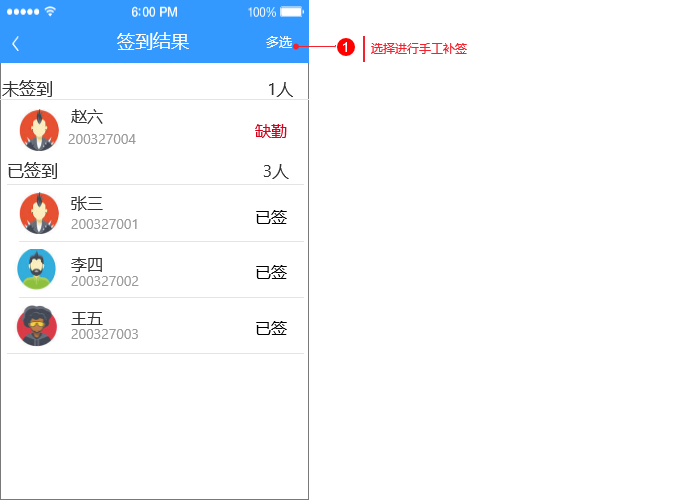 6:00 PM 100%
签到结果 多选 1 选择进行手工补签
未签到 1人
赵六
200327004 缺勤
已签到 3人
张三
200327001 已签
李四
200327002 已签
王五
200327003 已签